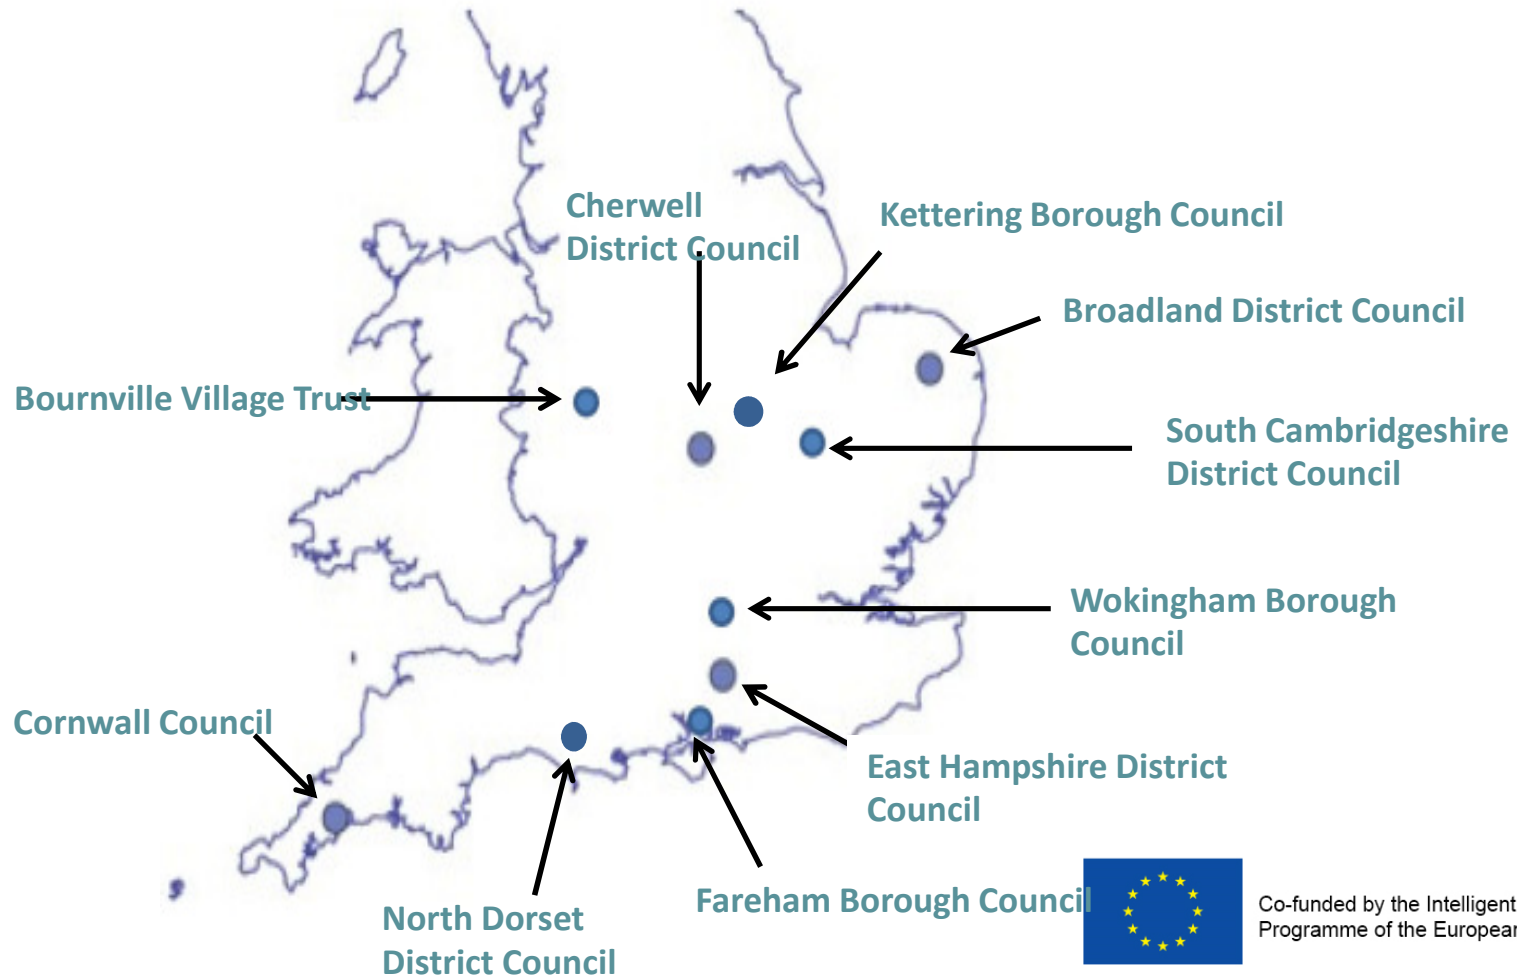 Cherwell
District Council
Kettering Borough Council
Broadland District Council
Bournville Village Trust
South Cambridgeshire
District Council
Wokingham Borough
Council
Cornwall Council
East Hampshire District
Council
Fareham Borough Council
North Dorset
District Council
Co-funded by the Intelligent
Programme of the European